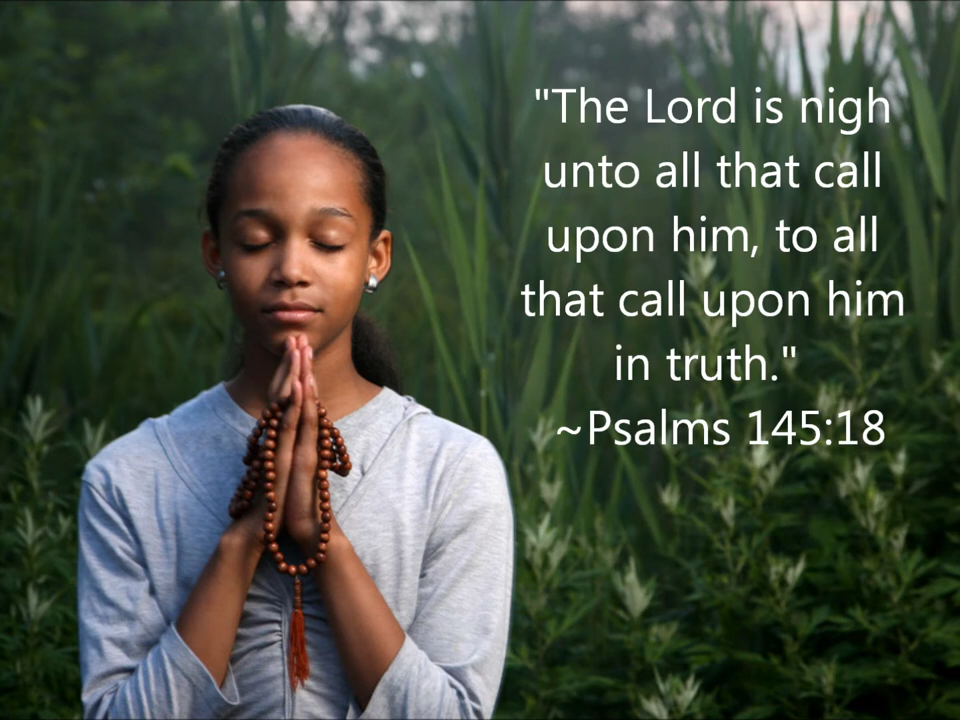 "The Lord is nigh
unto all that call
upon him, to all
that call upon him
in truth."
~Psalms 145:18